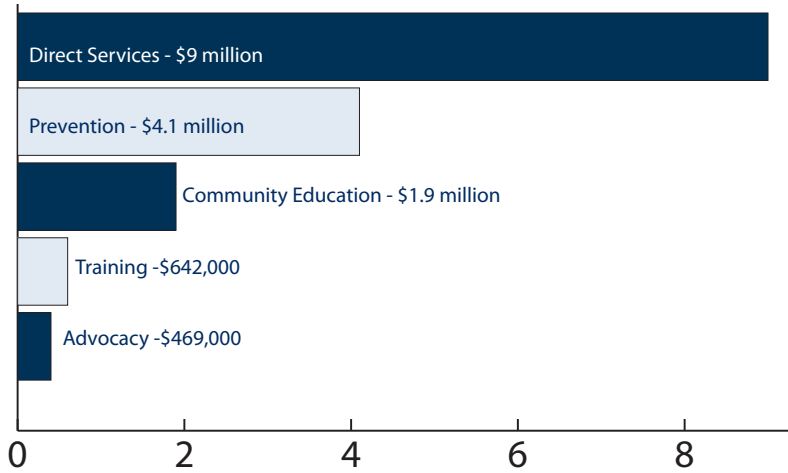 Direct Services - $9 million
Prevention - $4.1 million
Community Education - $1.9 million
Training -$642,000
Advocacy -$469,000
0 2 4 6 8